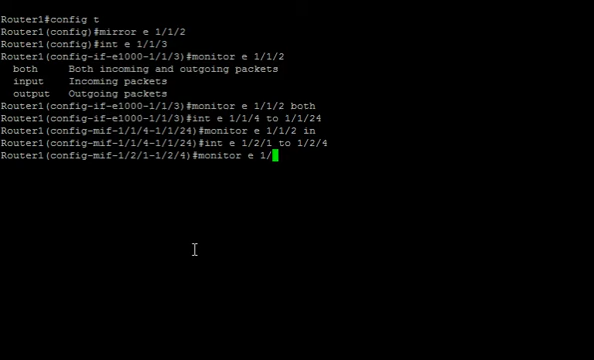 Router1#config t
Router1(config)#mirror e 1/1/2
Router1(config)#int e 1/1/3
Router1(config-if-e1000-1/1/3)#monitor e 1/1/2
both Both incoming and outgoing packets
input Incoming packets
output Outgoing packets
Router1(config-if-e1000-1/1/3)#monitor e 1/1/2 both
Router1(config-if-e1000-1/1/3)#int e 1/1/4 to 1/1/24
Router1(config-mif-1/1/4-1/1/24)#monitor e 1/1/2 in
Router1(config-mif-1/1/4-1/1/24)#int e 1/2/1 to 1/2/4
Router1(config-mif-1/2/1-1/2/4)#monitor e 1/